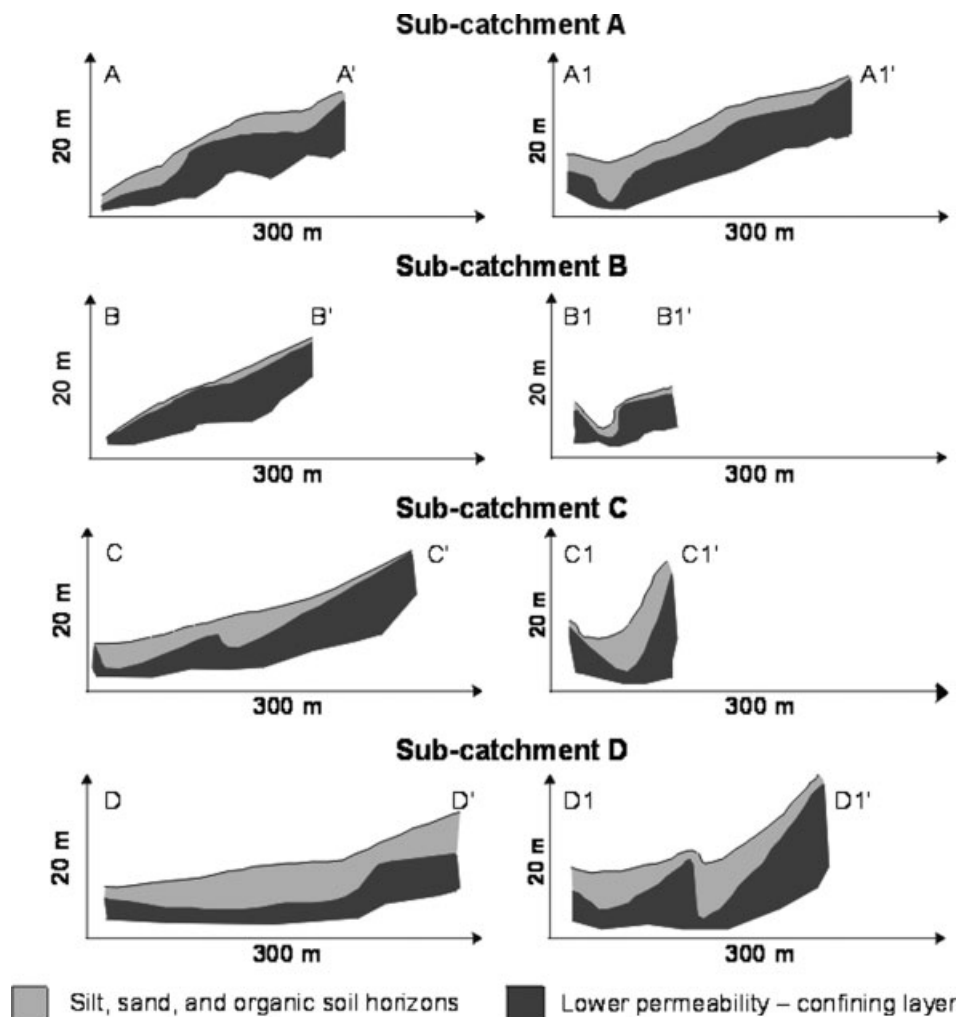 Sub-catchment A
A A' A1 A1'
20 m 20 m
300 m 300 m
Sub-catchment B
B B' B1 B1'
20 m 20 m
300 m 300 m
Sub-catchment C
C C' C1 C1'
20 m 20 m
300 m 300 m
Sub-catchment D
D D' D1 D1'
20 m 20 m
300 m 300 m
Silt, sand, and organic soil horizons Lower permeability – confining layer